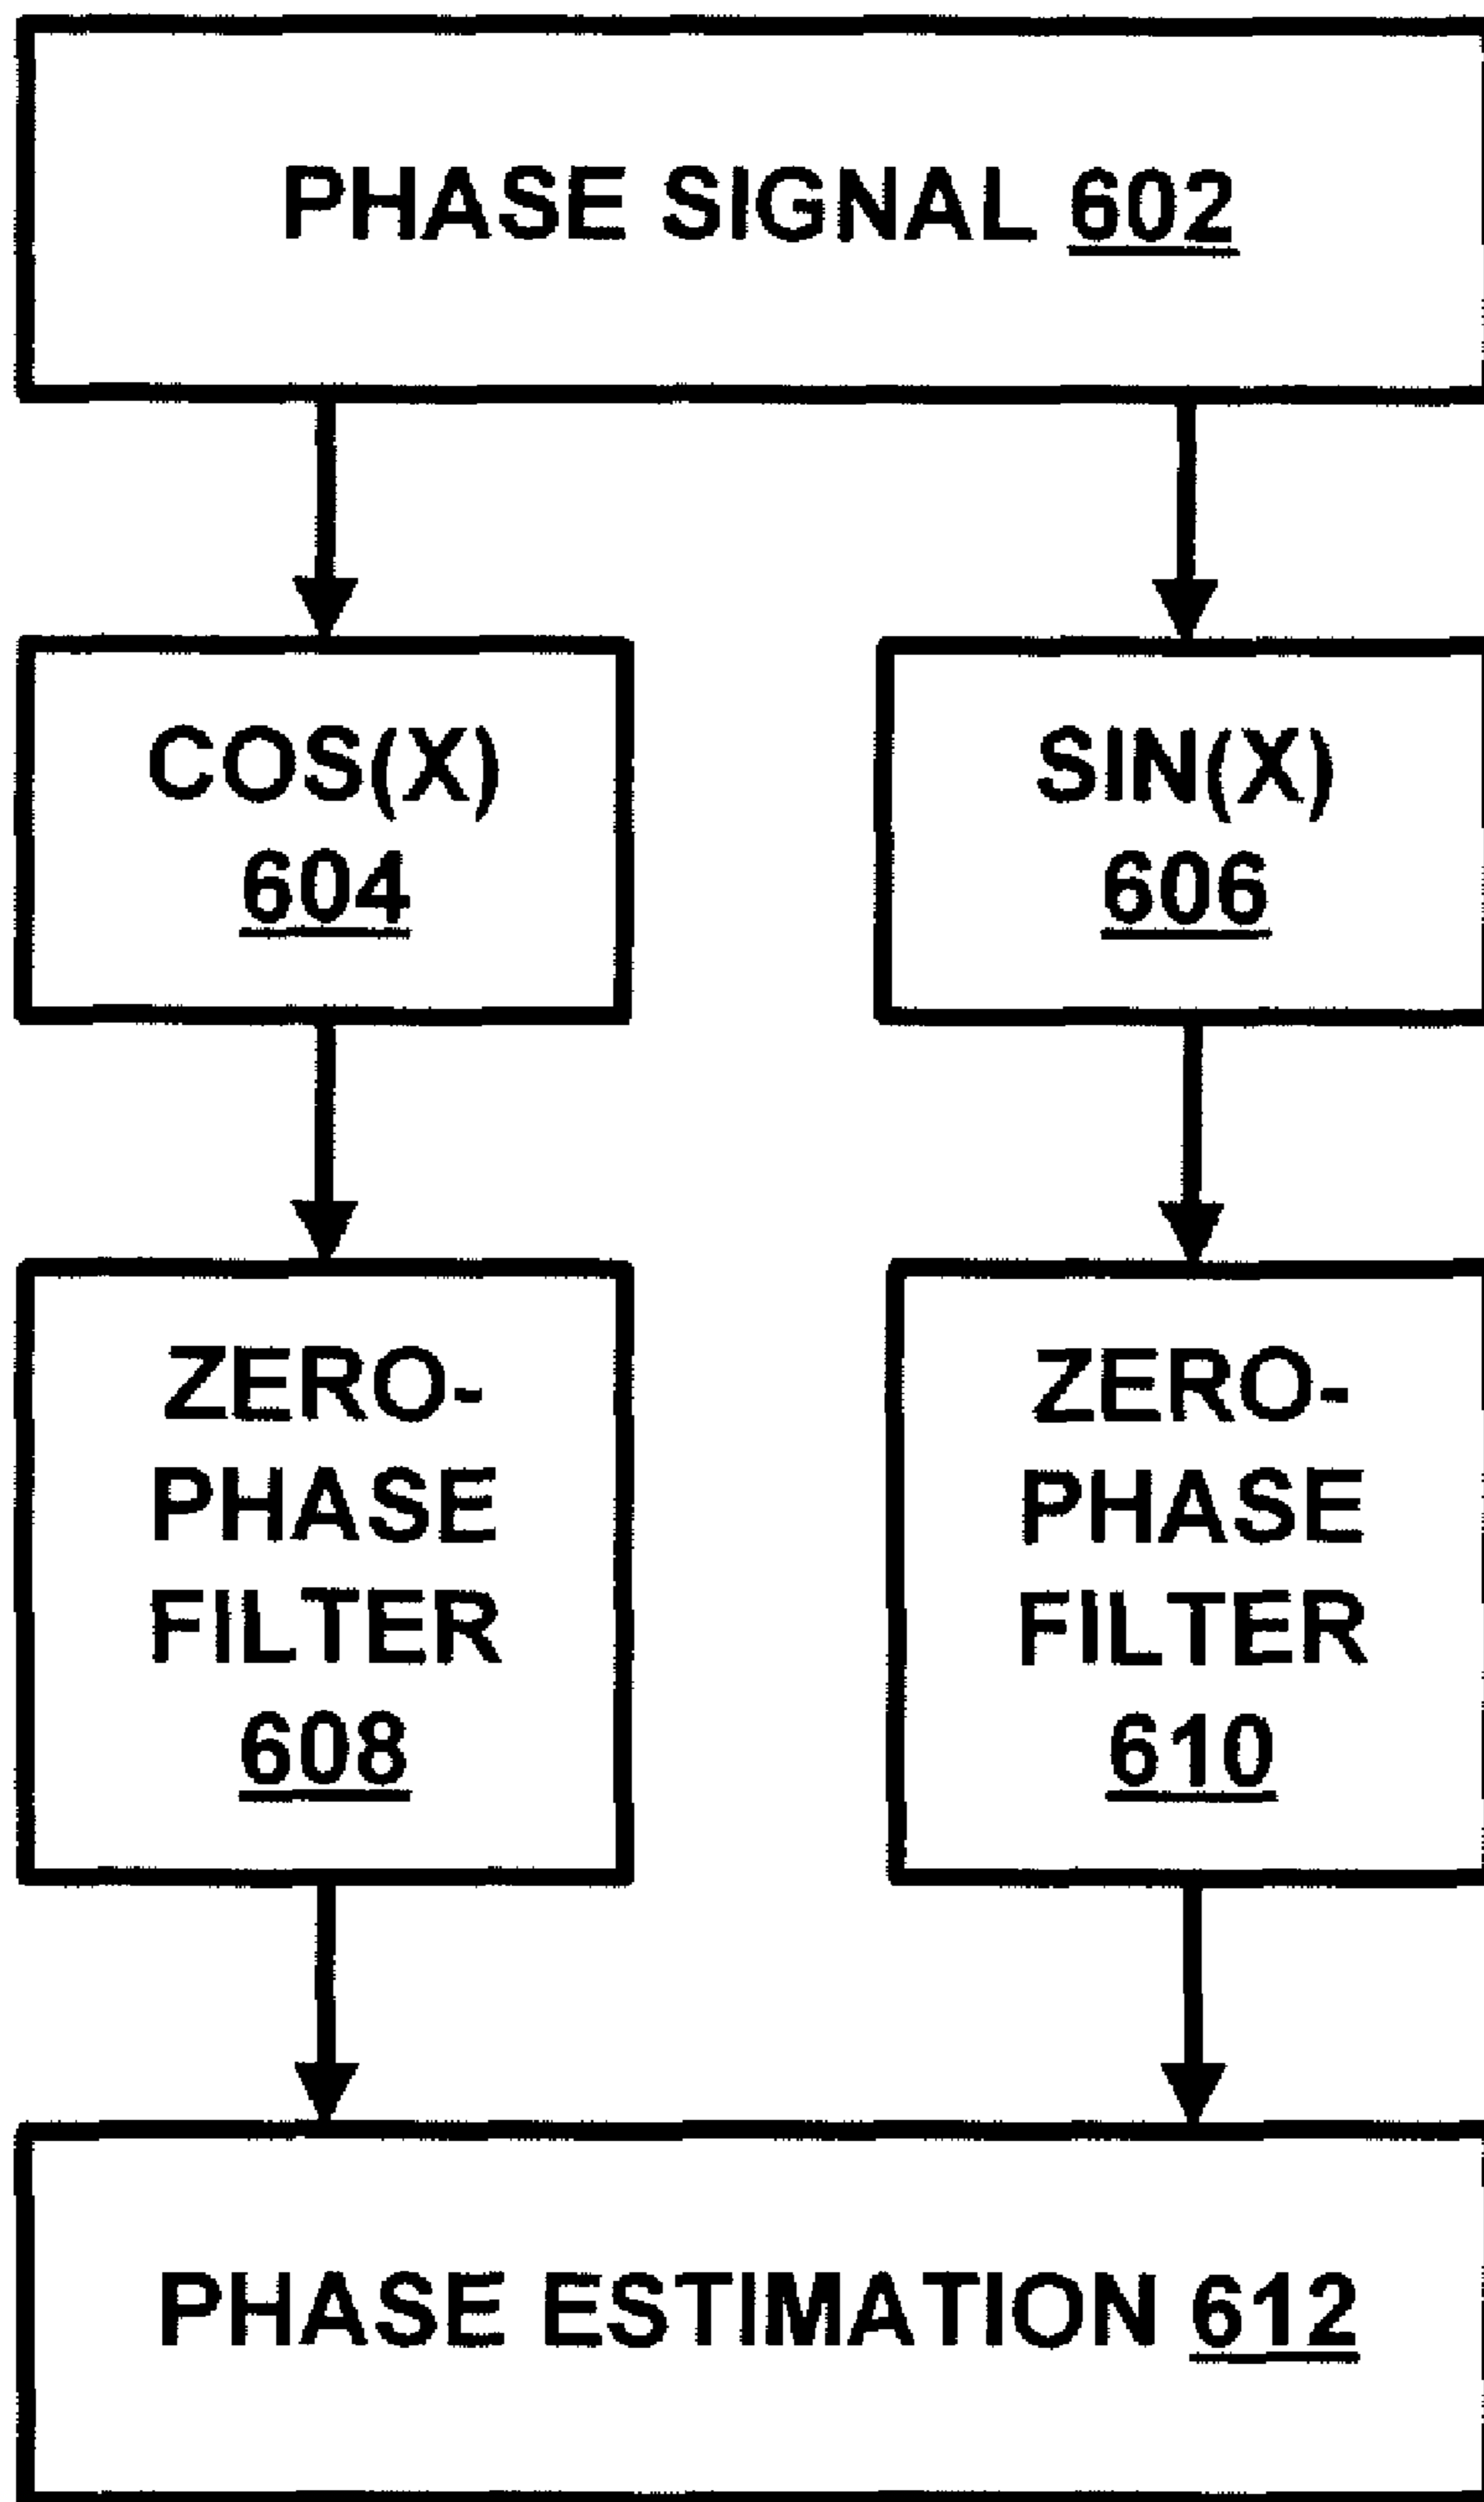 PHASE SIGNAL 602
COS(X)
604
SIN(X)
606
ZERO-
PHASE
FILTER
608
ZERO-
PHASE
FILTER
610
PHASE ESTIMATION 612